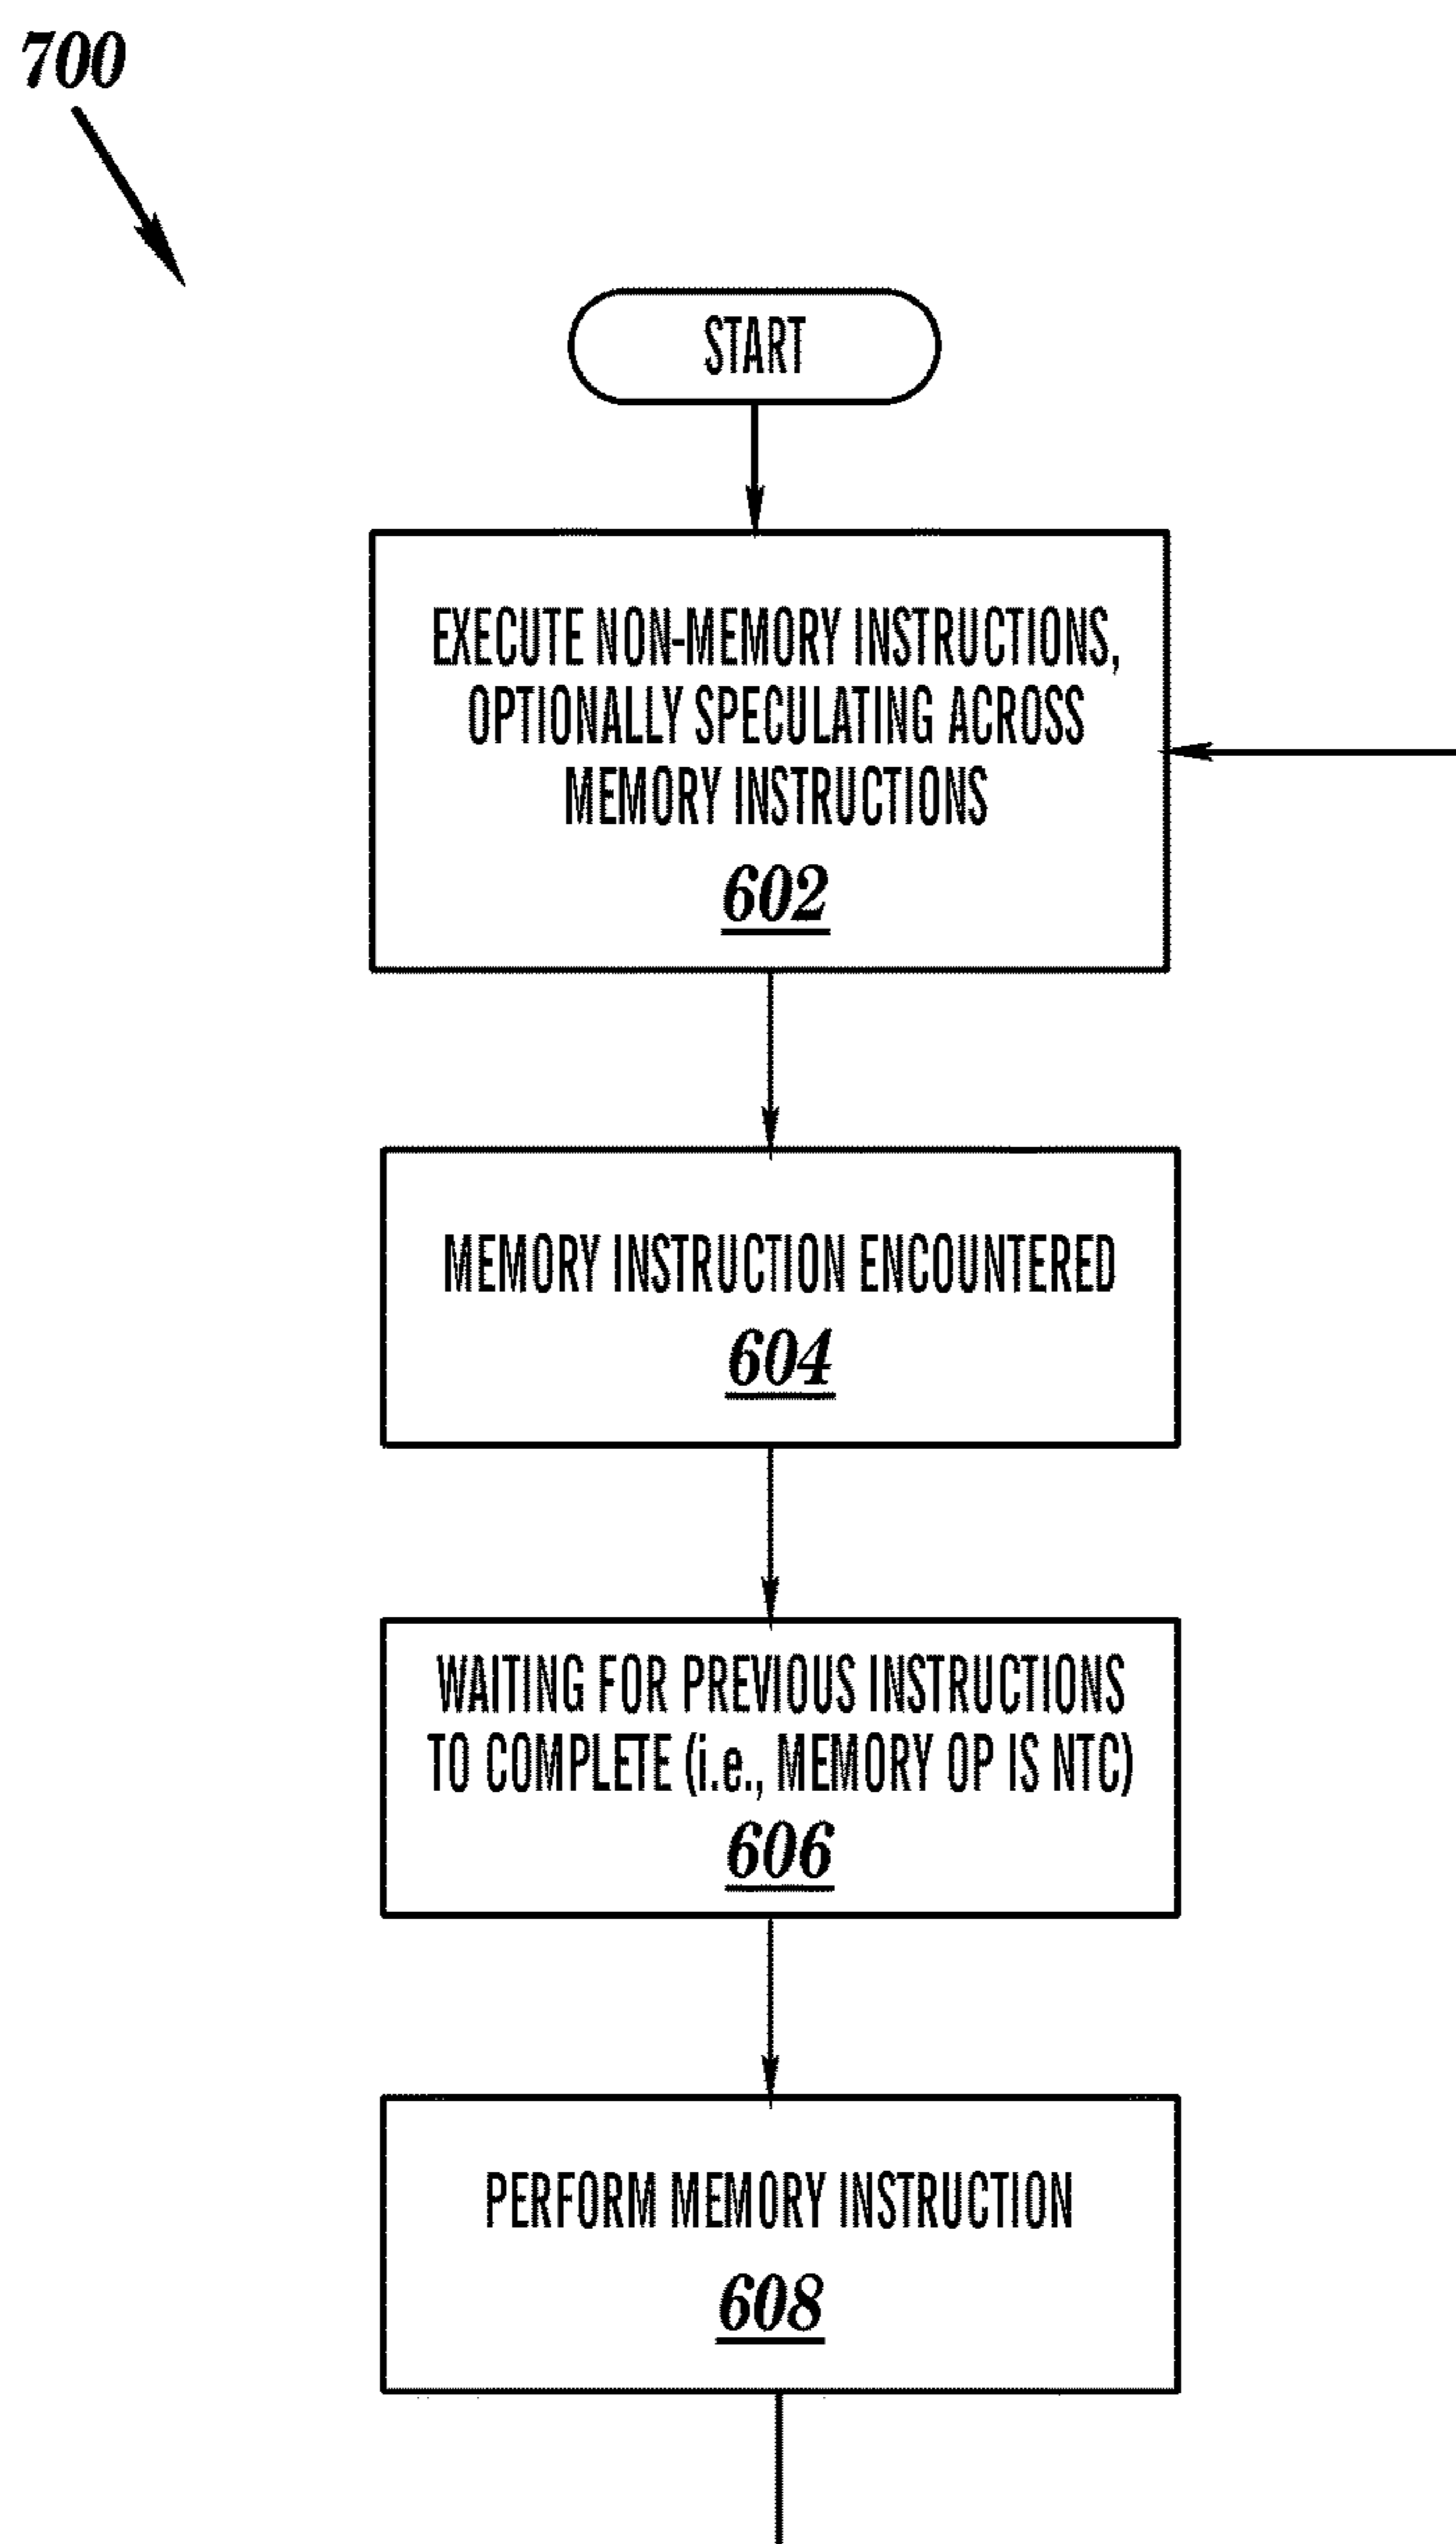 700
START
EXECUTE NON-MEMORY INSTRUCTIONS,
OPTIONALLY SPECULATING ACROSS
MEMORY INSTRUCTIONS
602
MEMORY INSTRUCTION ENCOUNTERED
604
WAITING FOR PREVIOUS INSTRUCTIONS
TO COMPLETE (i.e., MEMORY OP IS NTC)
606
PERFORM MEMORY INSTRUCTION
608